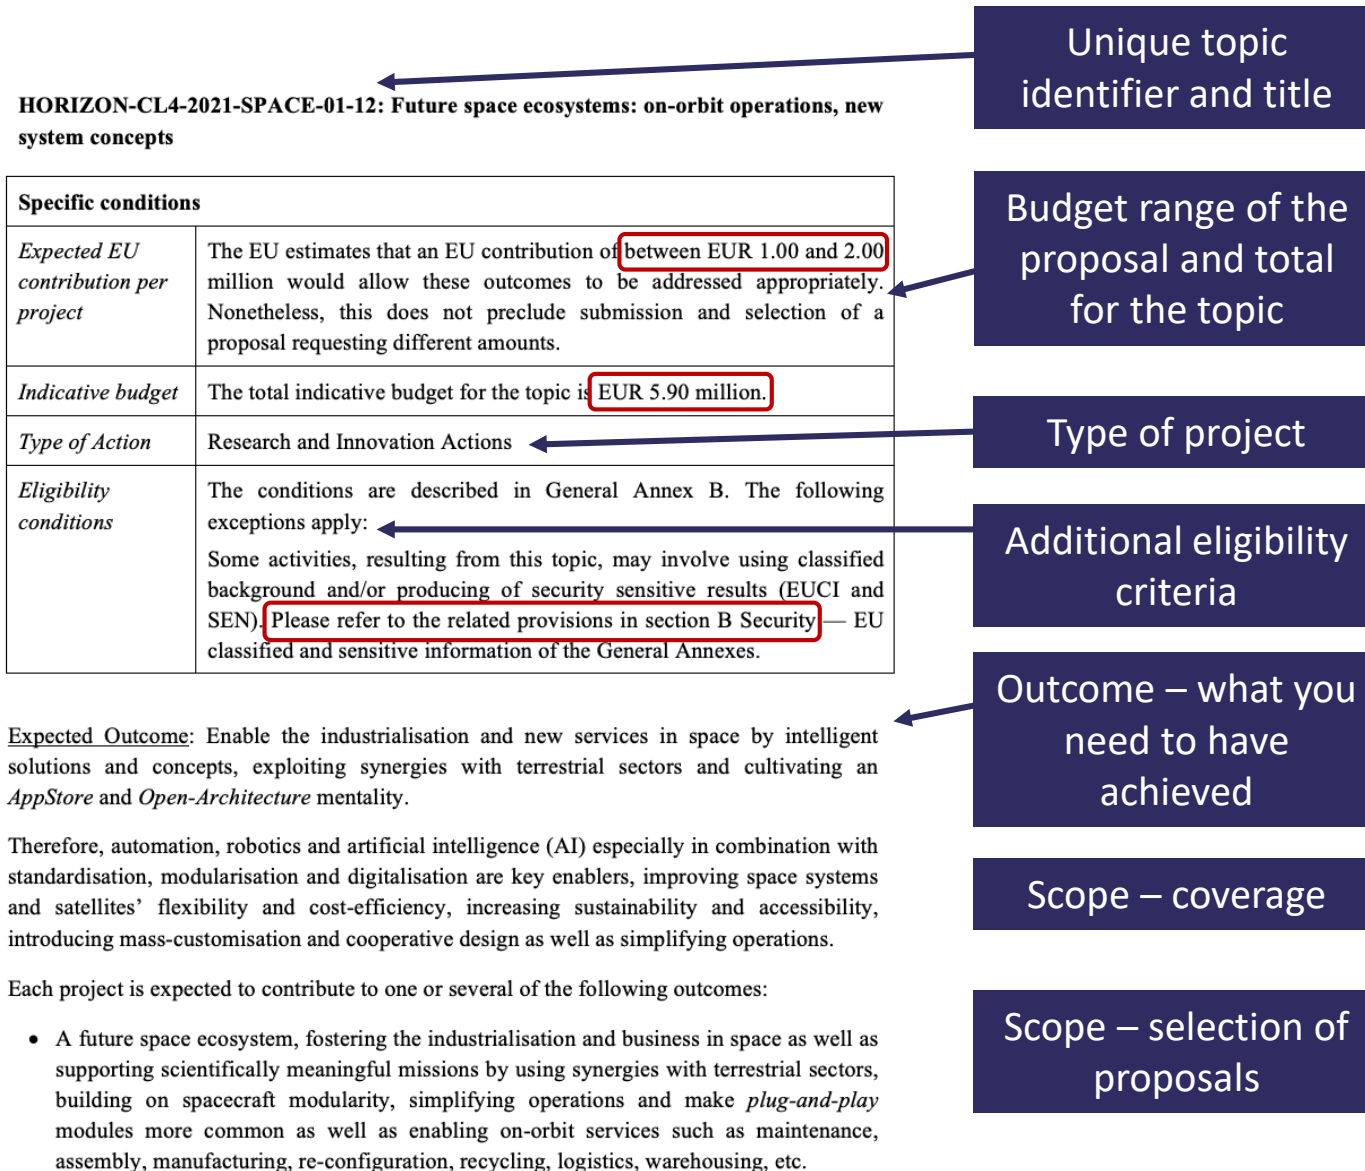 Unique topic
identifier and title
HORIZON-CL4-2021-SPACE-01-12: Future space ecosystems: on-orbit operations, new
system concepts
Specific conditions
Expected EU
contribution per
project
The EU estimates that an EU contribution of between EUR 1.00 and 2.00
million would allow these outcomes to be addressed appropriately.
Nonetheless, this does not preclude submission and selection of a
proposal requesting different amounts.
Budget range of the
proposal and total
for the topic
Indicative budget
The total indicative budget for the topic is EUR 5.90 million.
Type of Action
Research and Innovation Actions
Type of project
Eligibility
conditions
The conditions are described in General Annex B. The following
exceptions apply:
Some activities, resulting from this topic, may involve using classified
background and/or producing of security sensitive results (EUCI and
SEN). Please refer to the related provisions in section B Security — EU
classified and sensitive information of the General Annexes.
Additional eligibility
criteria
Outcome – what you
need to have
achieved
Expected Outcome: Enable the industrialisation and new services in space by intelligent
solutions and concepts, exploiting synergies with terrestrial sectors and cultivating an
AppStore and Open-Architecture mentality.
Therefore, automation, robotics and artificial intelligence (AI) especially in combination with
standardisation, modularisation and digitalisation are key enablers, improving space systems
and satellites’ flexibility and cost-efficiency, increasing sustainability and accessibility,
introducing mass-customisation and cooperative design as well as simplifying operations.
Scope – coverage
Each project is expected to contribute to one or several of the following outcomes:
• A future space ecosystem, fostering the industrialisation and business in space as well as
supporting scientifically meaningful missions by using synergies with terrestrial sectors,
building on spacecraft modularity, simplifying operations and make plug-and-play
modules more common as well as enabling on-orbit services such as maintenance,
assembly, manufacturing, re-configuration, recycling, logistics, warehousing, etc.
Scope – selection of
proposals